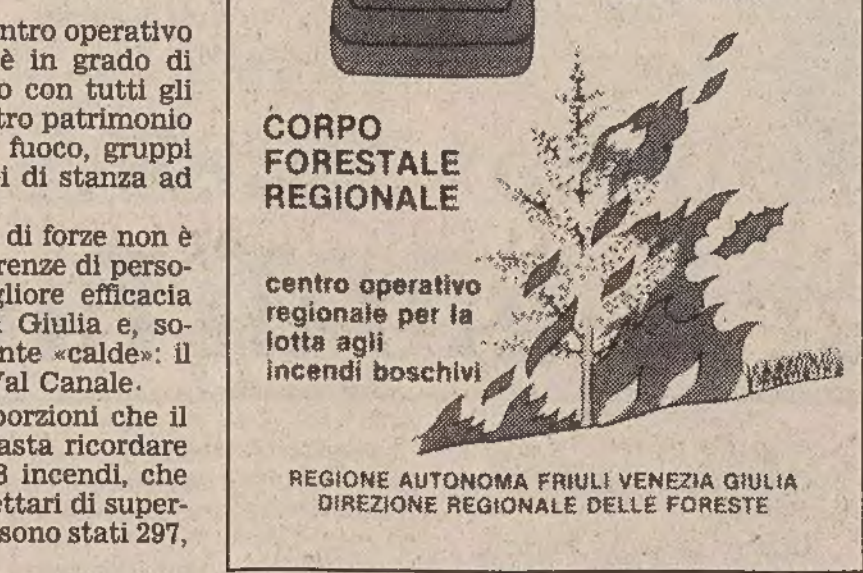 ntro operativo
è in grado di
o con tutti gli
tro patrimonio
fuoco, gruppi
i di stanza ad
di forze non è
renze di perso-
gliore efficacia
Giulia e, so-
nte «calde»: il
Val Canale.
porzioni che il
asta ricordare
3 incendi, che
ttari di super-
sono stati 297,
CORPO
FORESTALE
REGIONALE
centro operativo
regionale per la
lotta agli
incendi boschivi
REGIONE AUTONOMA FRIULI VENEZIA GIULIA
DIREZIONE REGIONALE DELLE FORESTE